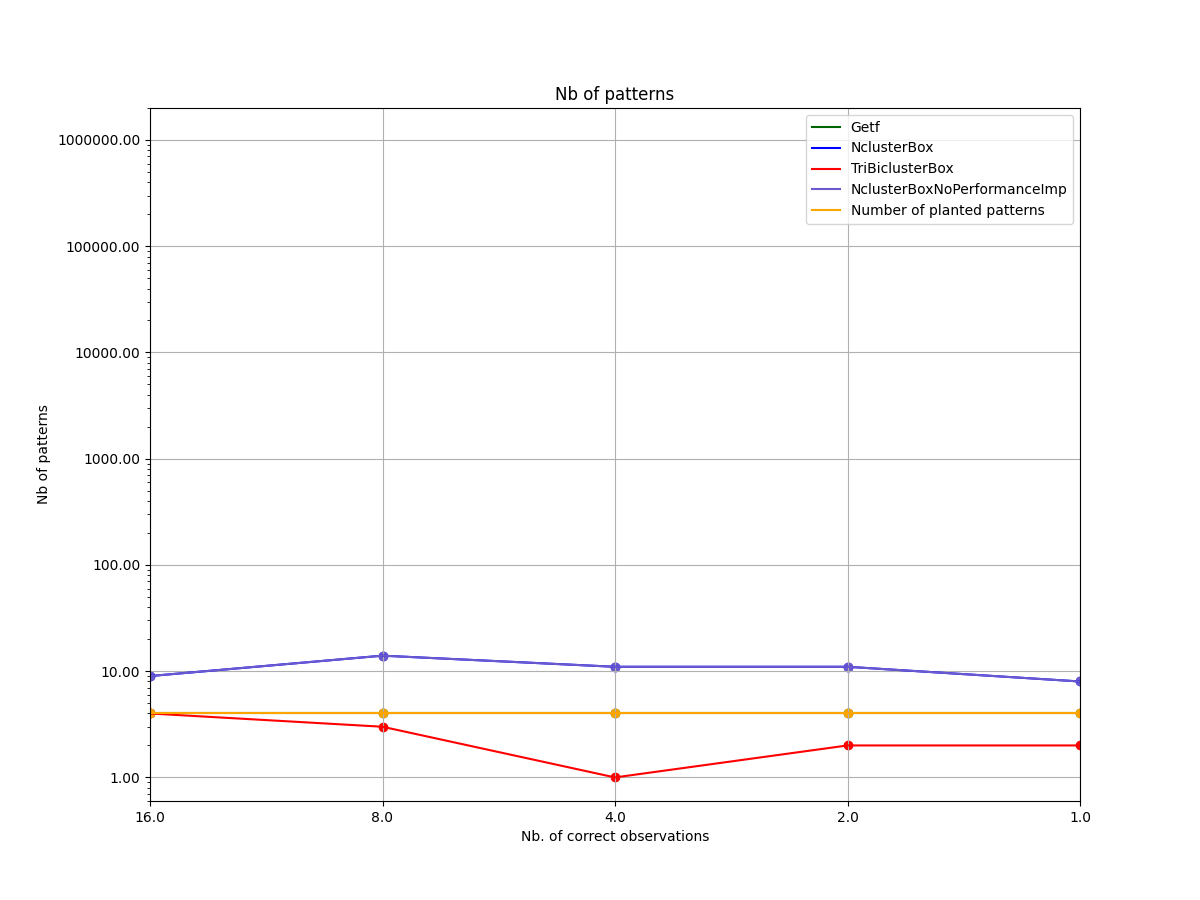 Nb of patterns
Getf
NclusterBox
TriBiclusterBox
NclusterBoxNoPerformanceImp
Number of planted patterns
1000000.00
100000.00
10000.00
1000.00
100.00
10.00
1.00
Nb of patterns
16.0 8.0 4.0 2.0 1.0
Nb. of correct observations